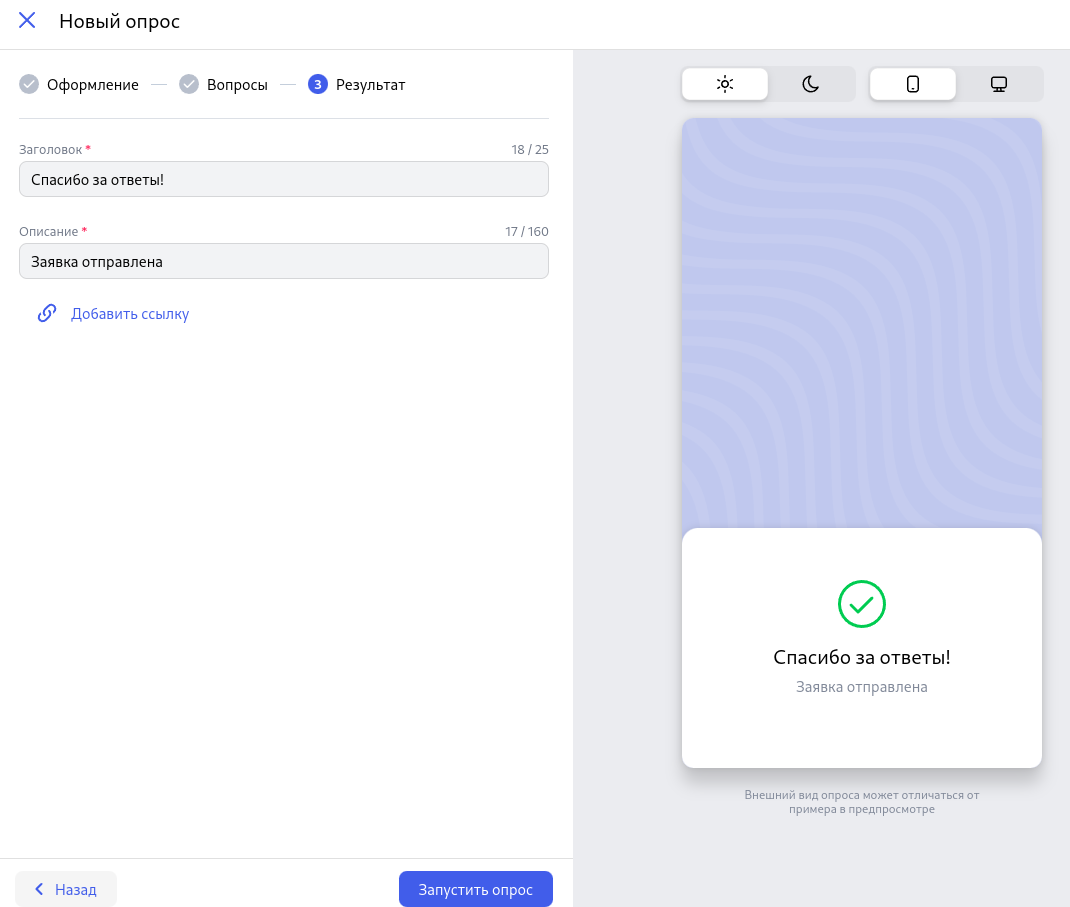 Новый опрос
Оформление — Вопросы — 3 Результат
Заголовок * 18 / 25
Спасибо за ответы!
Описание * 17 / 160
Заявка отправлена
Добавить ссылку
Назад
Запустить опрос
Спасибо за ответы!
Заявка отправлена
Внешний вид опроса может отличаться от
примера в предпросмотре